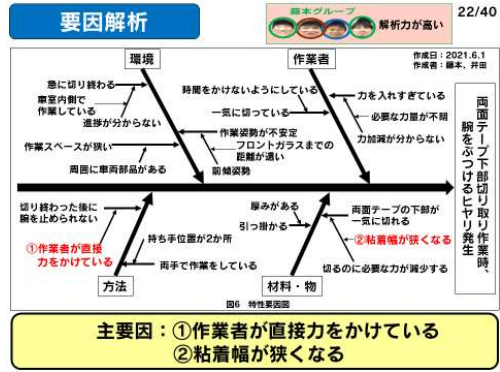 要因解析
藤本グループ
解析力が高い
22/40
作成日：2021.6.1
作成者：藤本、井田
環境
作業者
急に切り終わる
車室内側で
作業している
進捗が分からない
作業スペースが狭い
周囲に車両部品がある
作業姿勢が不安定
フロントガラスまでの
距離が遠い
前傾姿勢
時間をかけないようにしている
一気に切っている
力を入れすぎている
必要な力量が不明
力加減が分からない
両面テープ下部切り取り作業時、
腕をぶつけるヒヤリ発生
切り終わった後に
腕を止められない
①作業者が直接
力をかけている
持ち手位置が2か所
両手で作業をしている
方法
厚みがある
引っ掛かる
両面テープの下部が
一気に切れる
②粘着幅が狭くなる
切るのに必要な力が減少する
材料・物
図6 特性要因図
主要因：①作業者が直接力をかけている
②粘着幅が狭くなる